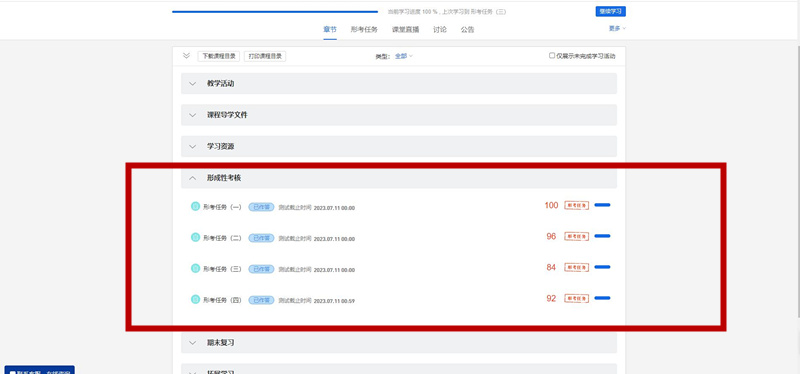 当前学习进度 100 % , 上次学习到 形考任务（三）
继续学习
章节 形考任务 课堂直播 讨论 公告
更多
下载课程目录 打印课程目录 类型： 全部 仅展示未完成学习活动
教学活动
课程导学文件
学习资源
形成性考核
形考任务（一） 已作答 测试截止时间 2023.07.11 00:00 100 形考任务
形考任务（二） 已作答 测试截止时间 2023.07.11 00:00 96 形考任务
形考任务（三） 已作答 测试截止时间 2023.07.11 00:00 84 形考任务
形考任务（四） 已作答 测试截止时间 2023.07.11 00:59 92 形考任务
期末复习
拓展学习